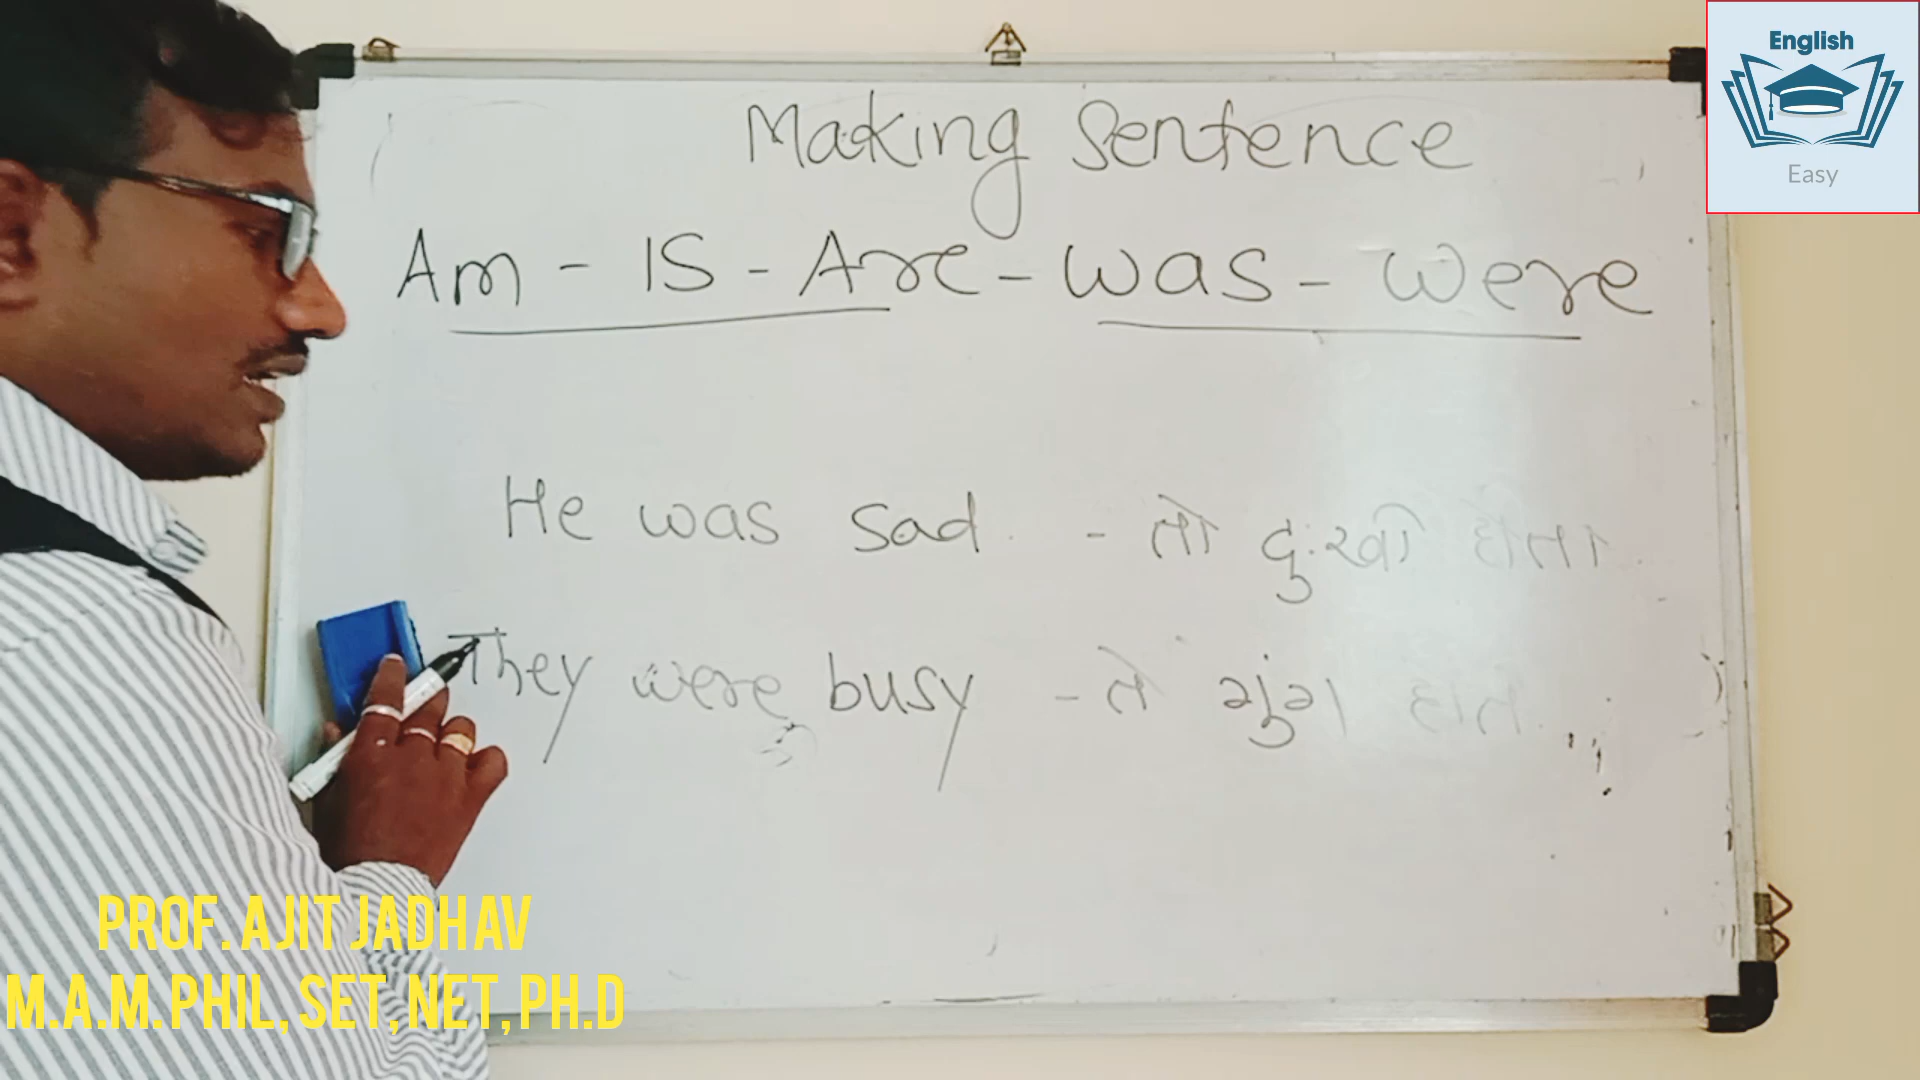 English
Easy
Making Sentence
Am - IS - Are - was - were
He was sad. - तो दुःखी होता.
They were busy - ते गुंग होते.
PROF. AJIT JADHAV
M.A.M. PHIL, SET, NET, PH.D